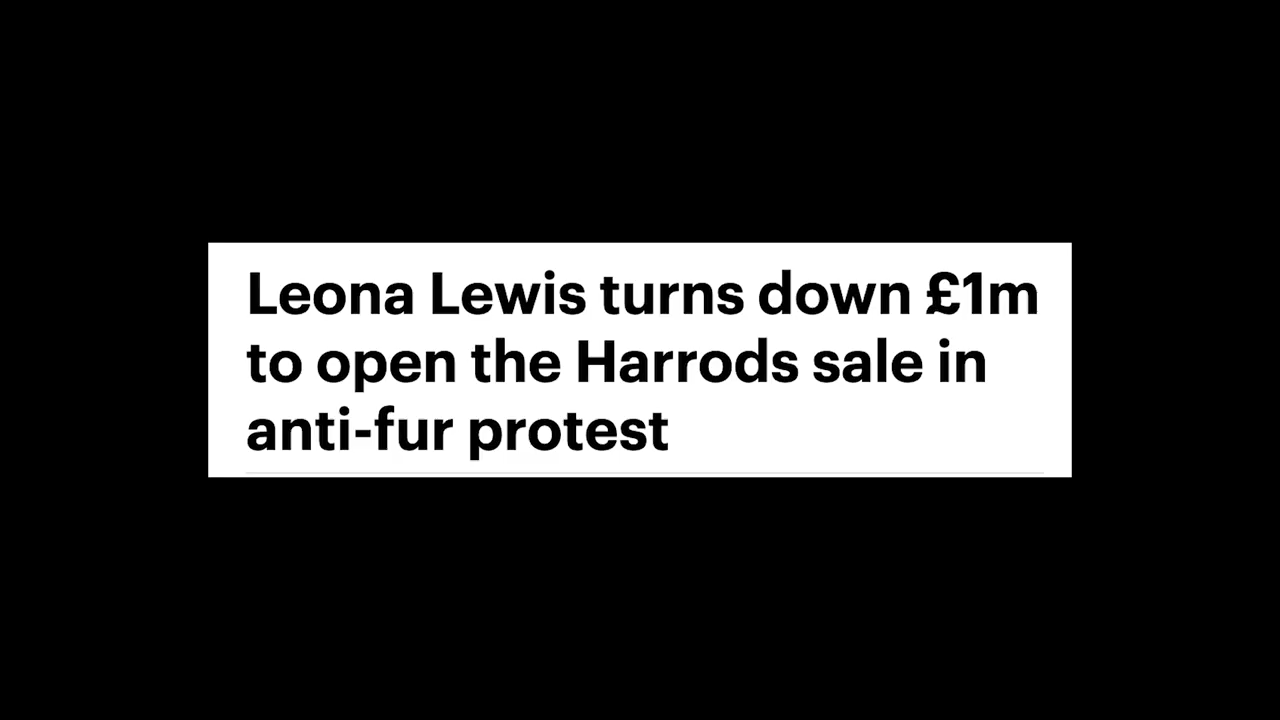 Leona Lewis turns down £1m
to open the Harrods sale in
anti-fur protest